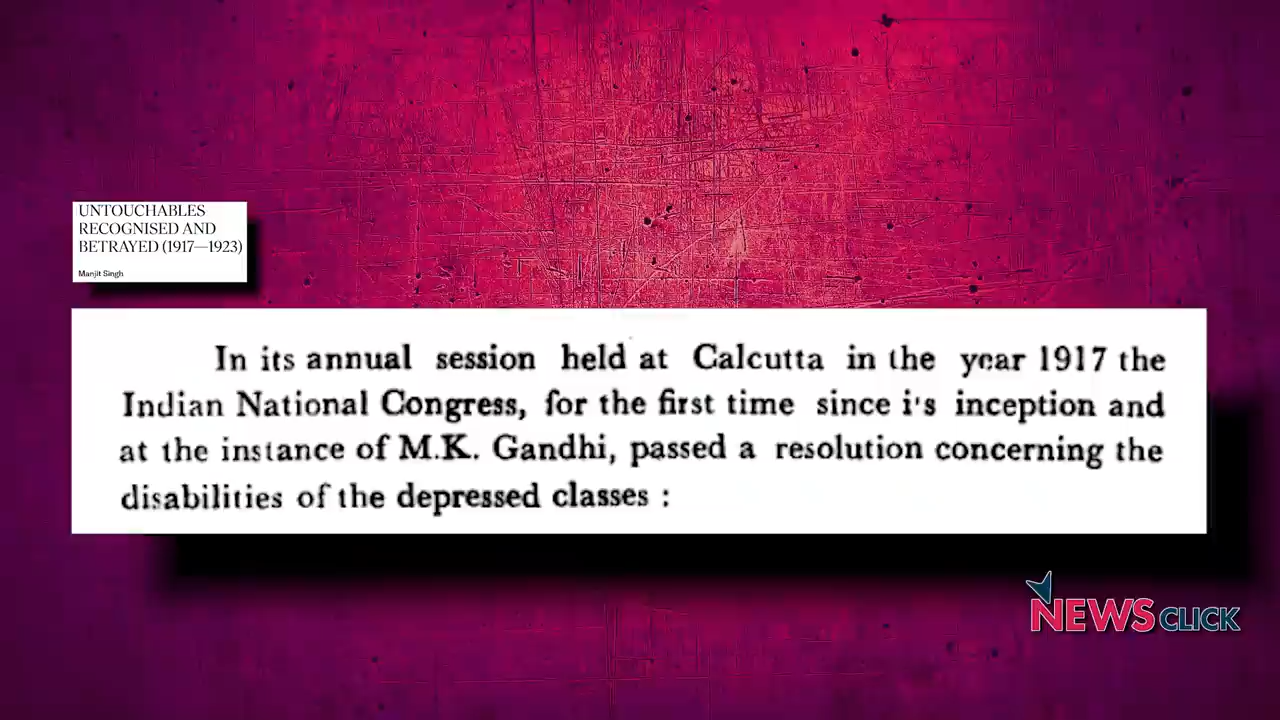 UNTOUCHABLES
RECOGNISED AND
BETRAYED (1917—1923)
Manjit Singh
In its annual session held at Calcutta in the year 1917 the
Indian National Congress, for the first time since i's inception and
at the instance of M.K. Gandhi, passed a resolution concerning the
disabilities of the depressed classes :
NEWSCLICK